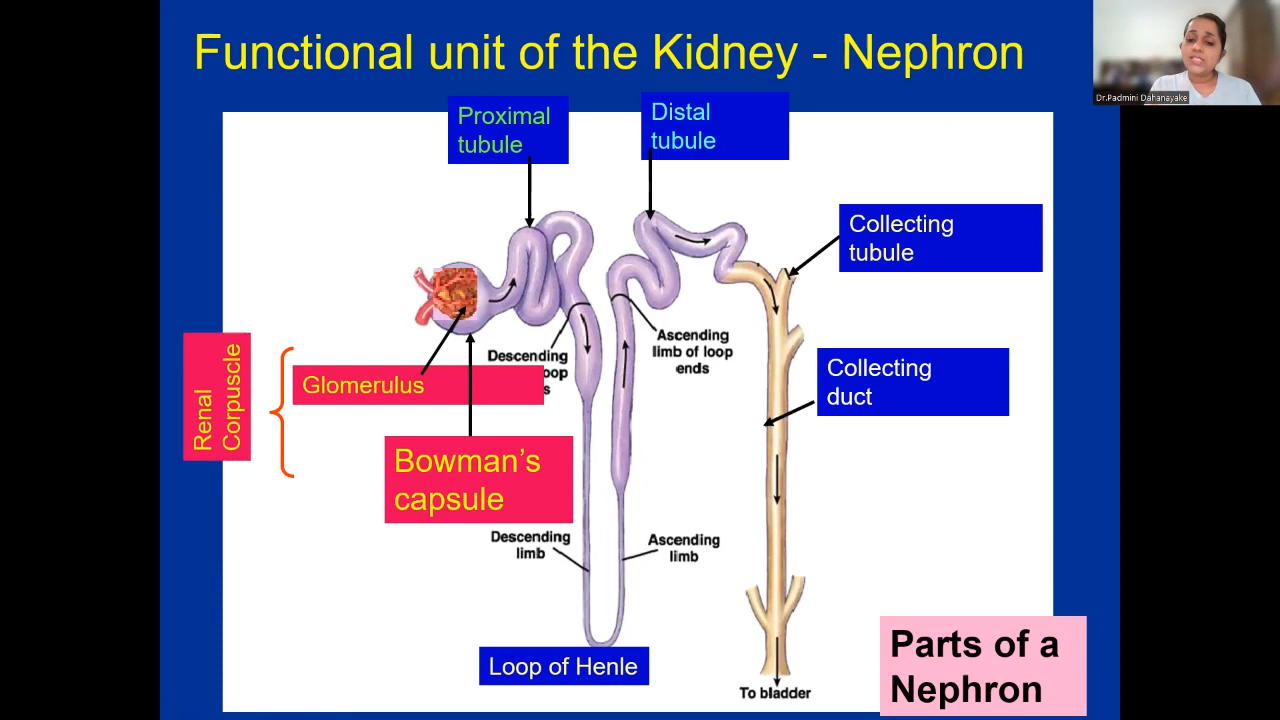 Functional unit of the Kidney - Nephron
Dr.Padmini Dahanayake
Proximal
tubule
Distal
tubule
Collecting
tubule
Descending
oop
s
Ascending
limb of loop
ends
Renal
Corpuscle
Glomerulus
Collecting
duct
Bowman’s
capsule
Descending
limb
Ascending
limb
Loop of Henle
To bladder
Parts of a
Nephron